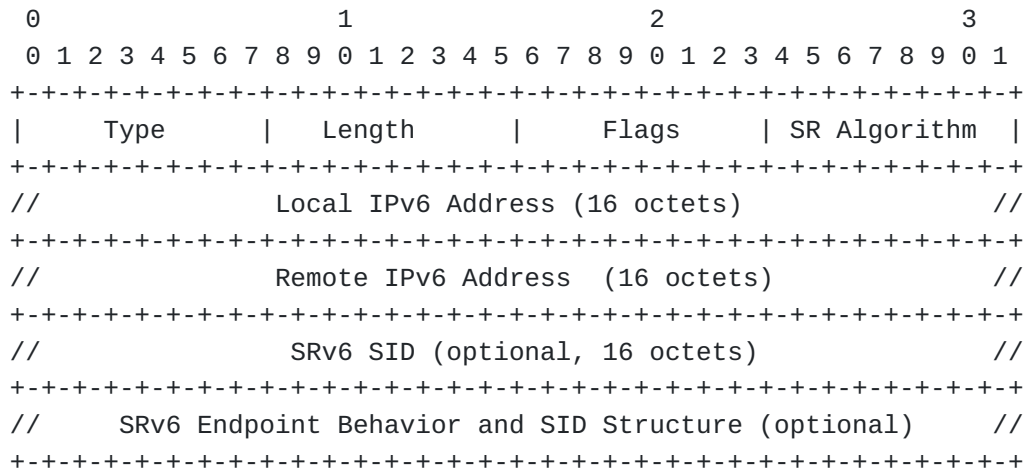 0                   1                   2                   3
 0 1 2 3 4 5 6 7 8 9 0 1 2 3 4 5 6 7 8 9 0 1 2 3 4 5 6 7 8 9 0 1
+-+-+-+-+-+-+-+-+-+-+-+-+-+-+-+-+-+-+-+-+-+-+-+-+-+-+-+-+-+-+-+-+
|     Type      |   Length      |     Flags     | SR Algorithm  |
+-+-+-+-+-+-+-+-+-+-+-+-+-+-+-+-+-+-+-+-+-+-+-+-+-+-+-+-+-+-+-+-+
//               Local IPv6 Address (16 octets)                //
+-+-+-+-+-+-+-+-+-+-+-+-+-+-+-+-+-+-+-+-+-+-+-+-+-+-+-+-+-+-+-+-+
//               Remote IPv6 Address  (16 octets)              //
+-+-+-+-+-+-+-+-+-+-+-+-+-+-+-+-+-+-+-+-+-+-+-+-+-+-+-+-+-+-+-+-+
//                SRv6 SID (optional, 16 octets)               //
+-+-+-+-+-+-+-+-+-+-+-+-+-+-+-+-+-+-+-+-+-+-+-+-+-+-+-+-+-+-+-+-+
//     SRv6 Endpoint Behavior and SID Structure (optional)     //
+-+-+-+-+-+-+-+-+-+-+-+-+-+-+-+-+-+-+-+-+-+-+-+-+-+-+-+-+-+-+-+-+